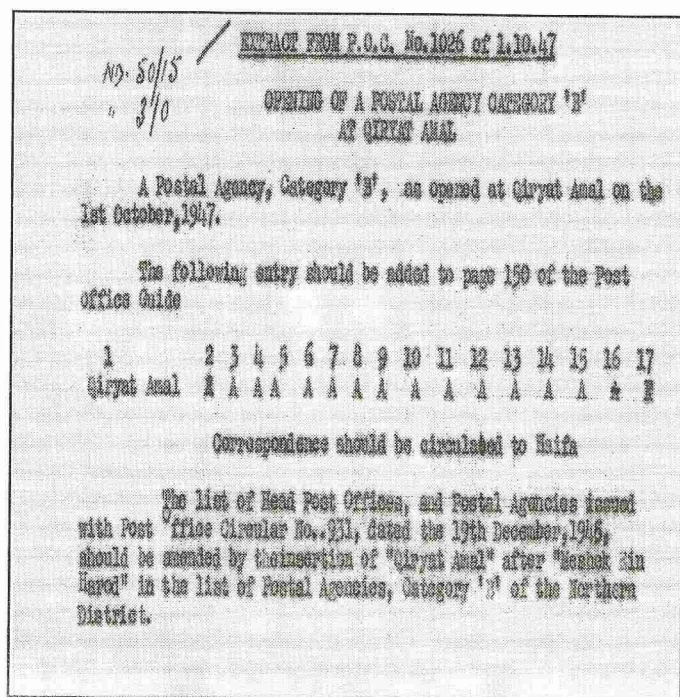 EXTRACT FROM P.O.C. No.1026 of 1.10.47
NO. 50/15
" 3/0
OPENING OF A POSTAL AGENCY CATEGORY 'B'
AT QIRYAT AMAL
A Postal Agency, Category 'B', as opened at Qiryat Amal on the
1st October,1947.
The following entry should be added to page 150 of the Post
office Guide
1 2 3 4 5 6 7 8 9 10 11 12 13 14 15 16 17
Qiryat Amal A A A A A A A A A A A A A
Correspondence should be circulated to Haifa
The list of Head Post Offices, and Postal Agencies issued
with Post Office Circular No..931, dated the 19th December,1946,
should be amended by theinsertion of "Qiryat Amal" after "Meshek Ein
Harod" in the list of Postal Agencies, Category 'B' of the Northern
District.